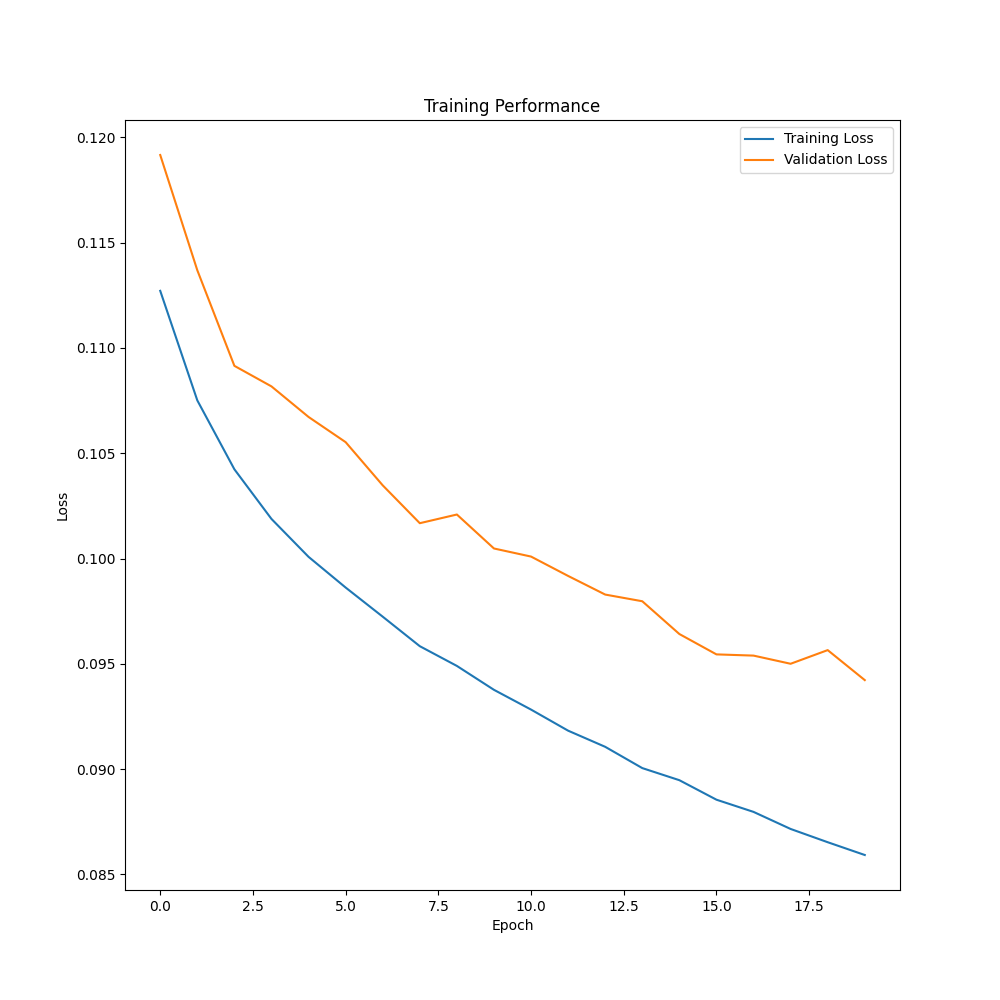 Training Performance
Training Loss
Validation Loss
0.120
0.115
0.110
0.105
0.100
0.095
0.090
0.085
Loss
0.0 2.5 5.0 7.5 10.0 12.5 15.0 17.5
Epoch